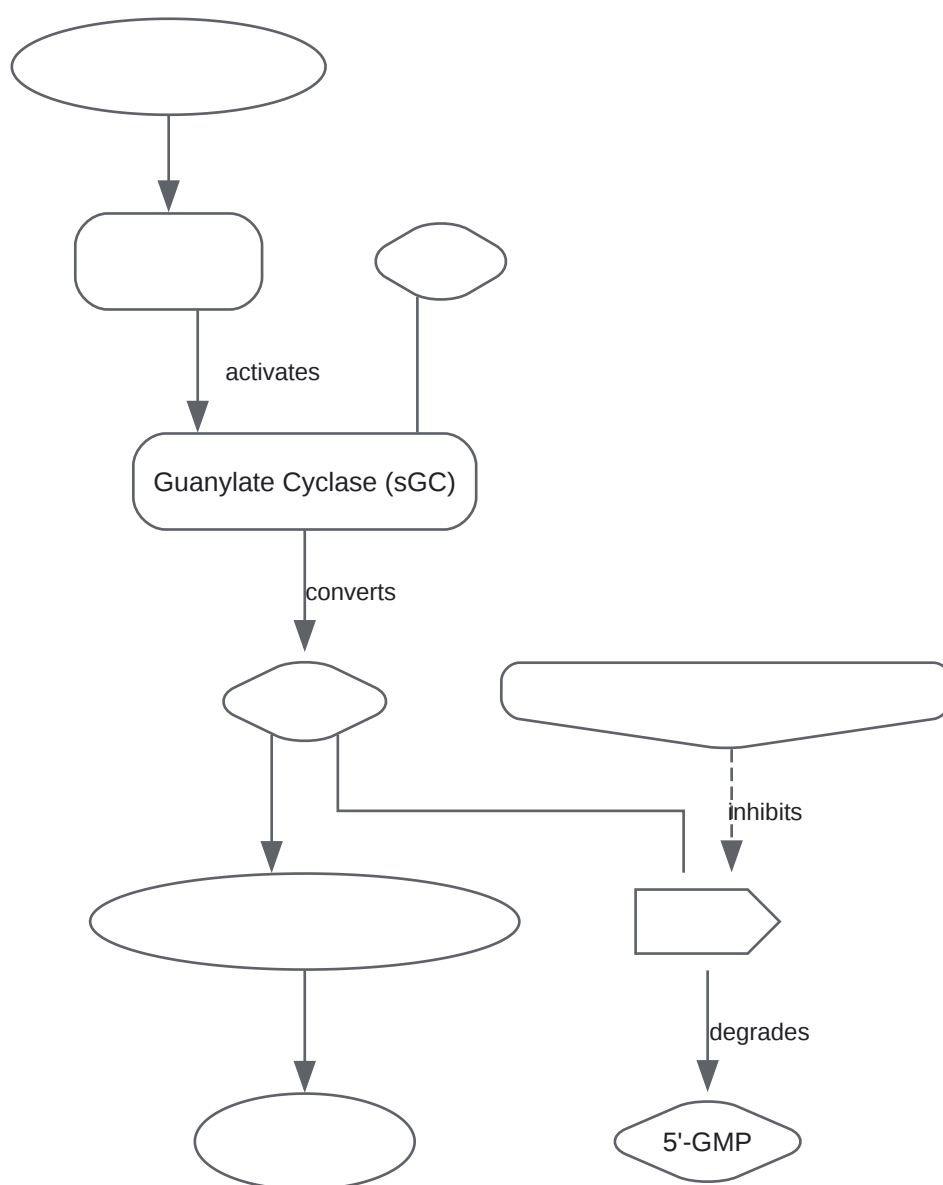 activates
Guanylate Cyclase (sGC)
converts
inhibits
degrades
5'-GMP